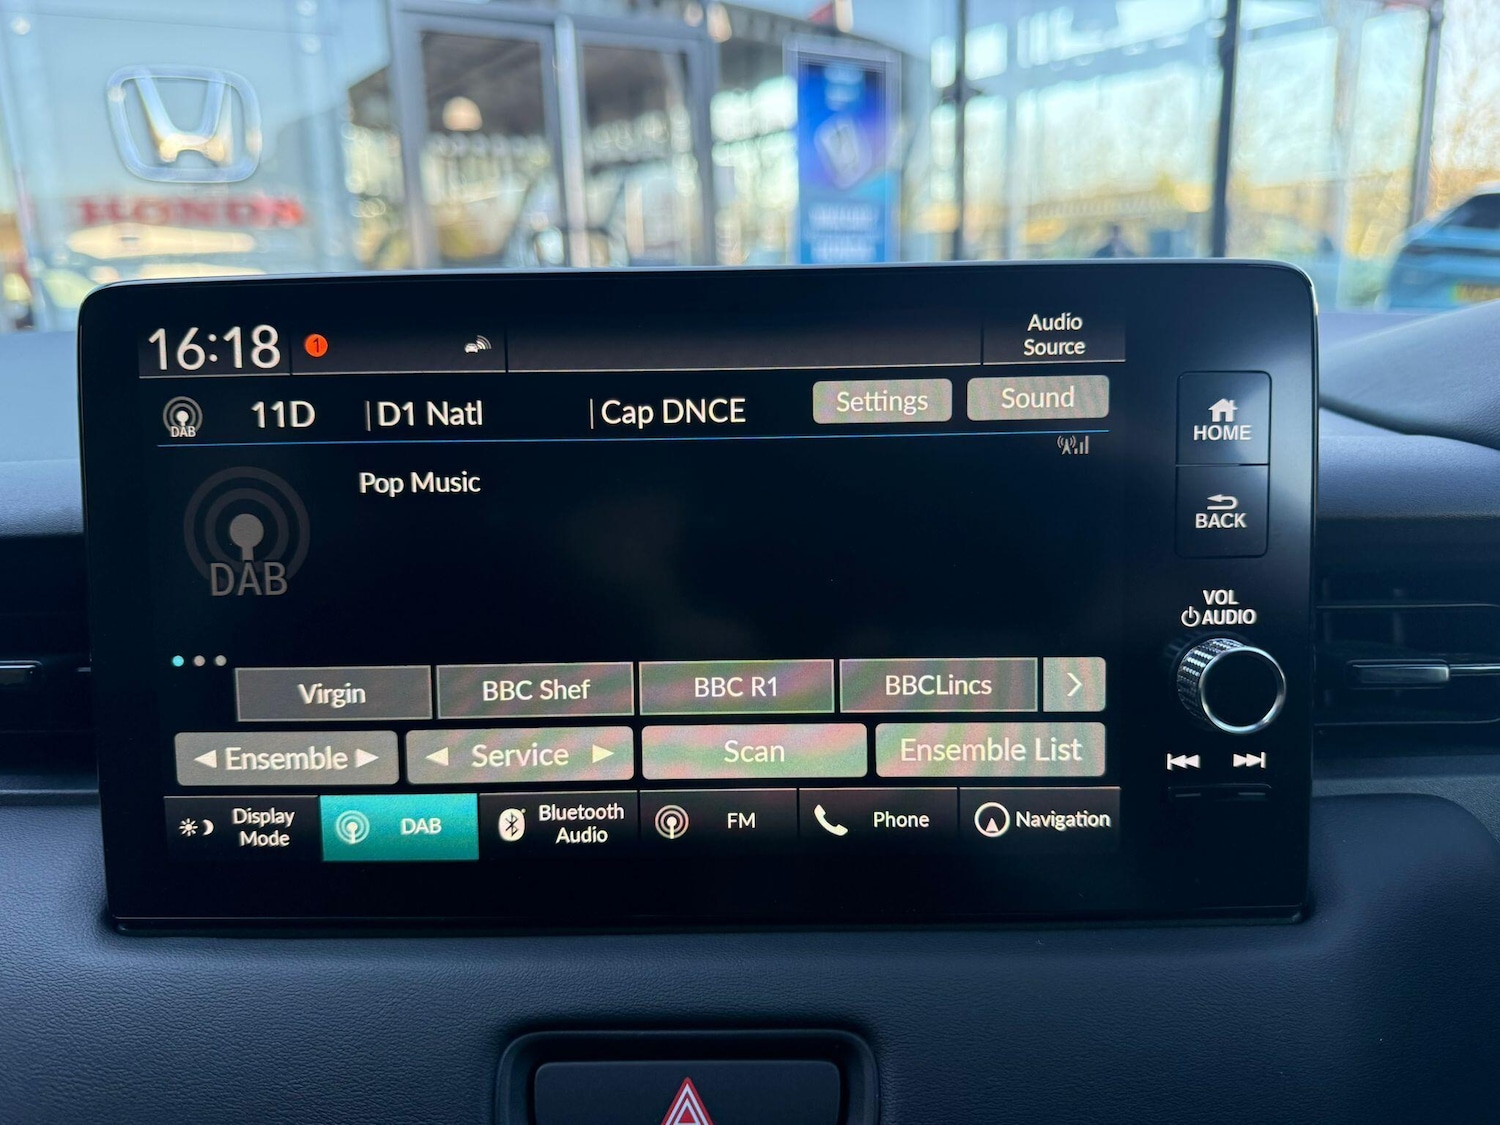 HONDA
16:18
1
Audio
Source
DAB
11D
D1 Natl
Cap DNCE
Settings
Sound
Pop Music
DAB
HOME
BACK
VOL
AUDIO
Virgin
BBC Shef
BBC R1
BBCLincs
>
◄ Ensemble ►
◄ Service ►
Scan
Ensemble List
Display
Mode
DAB
Bluetooth
Audio
FM
Phone
Navigation